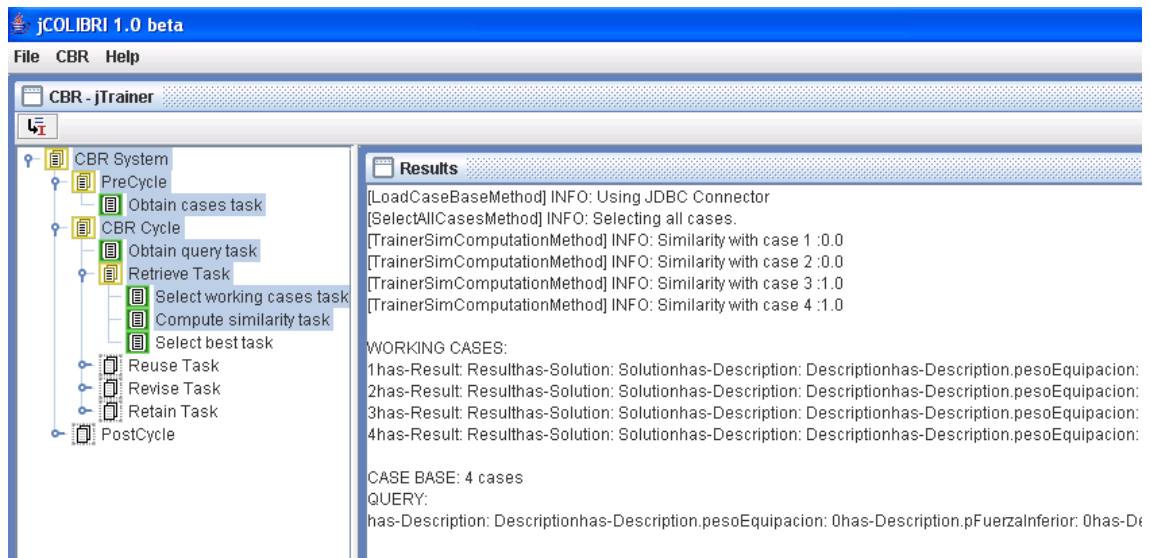 jCOLIBRI 1.0 beta
File CBR Help
CBR - jTrainer
CBR System
PreCycle
Obtain cases task
CBR Cycle
Obtain query task
Retrieve Task
Select working cases task
Compute similarity task
Select best task
Reuse Task
Revise Task
Retain Task
PostCycle
Results
[LoadCaseBaseMethod] INFO: Using JDBC Connector
[SelectAllCasesMethod] INFO: Selecting all cases.
[TrainerSimComputationMethod] INFO: Similarity with case 1 :0.0
[TrainerSimComputationMethod] INFO: Similarity with case 2 :0.0
[TrainerSimComputationMethod] INFO: Similarity with case 3 :1.0
[TrainerSimComputationMethod] INFO: Similarity with case 4 :1.0
WORKING CASES:
1has-Result: Resulthas-Solution: Solutionhas-Description: Descriptionhas-Description.pesoEquipacion:
2has-Result: Resulthas-Solution: Solutionhas-Description: Descriptionhas-Description.pesoEquipacion:
3has-Result: Resulthas-Solution: Solutionhas-Description: Descriptionhas-Description.pesoEquipacion:
4has-Result: Resulthas-Solution: Solutionhas-Description: Descriptionhas-Description.pesoEquipacion:
CASE BASE: 4 cases
QUERY:
has-Description: Descriptionhas-Description.pesoEquipacion: 0has-Description.pFuerzaInferior: 0has-De